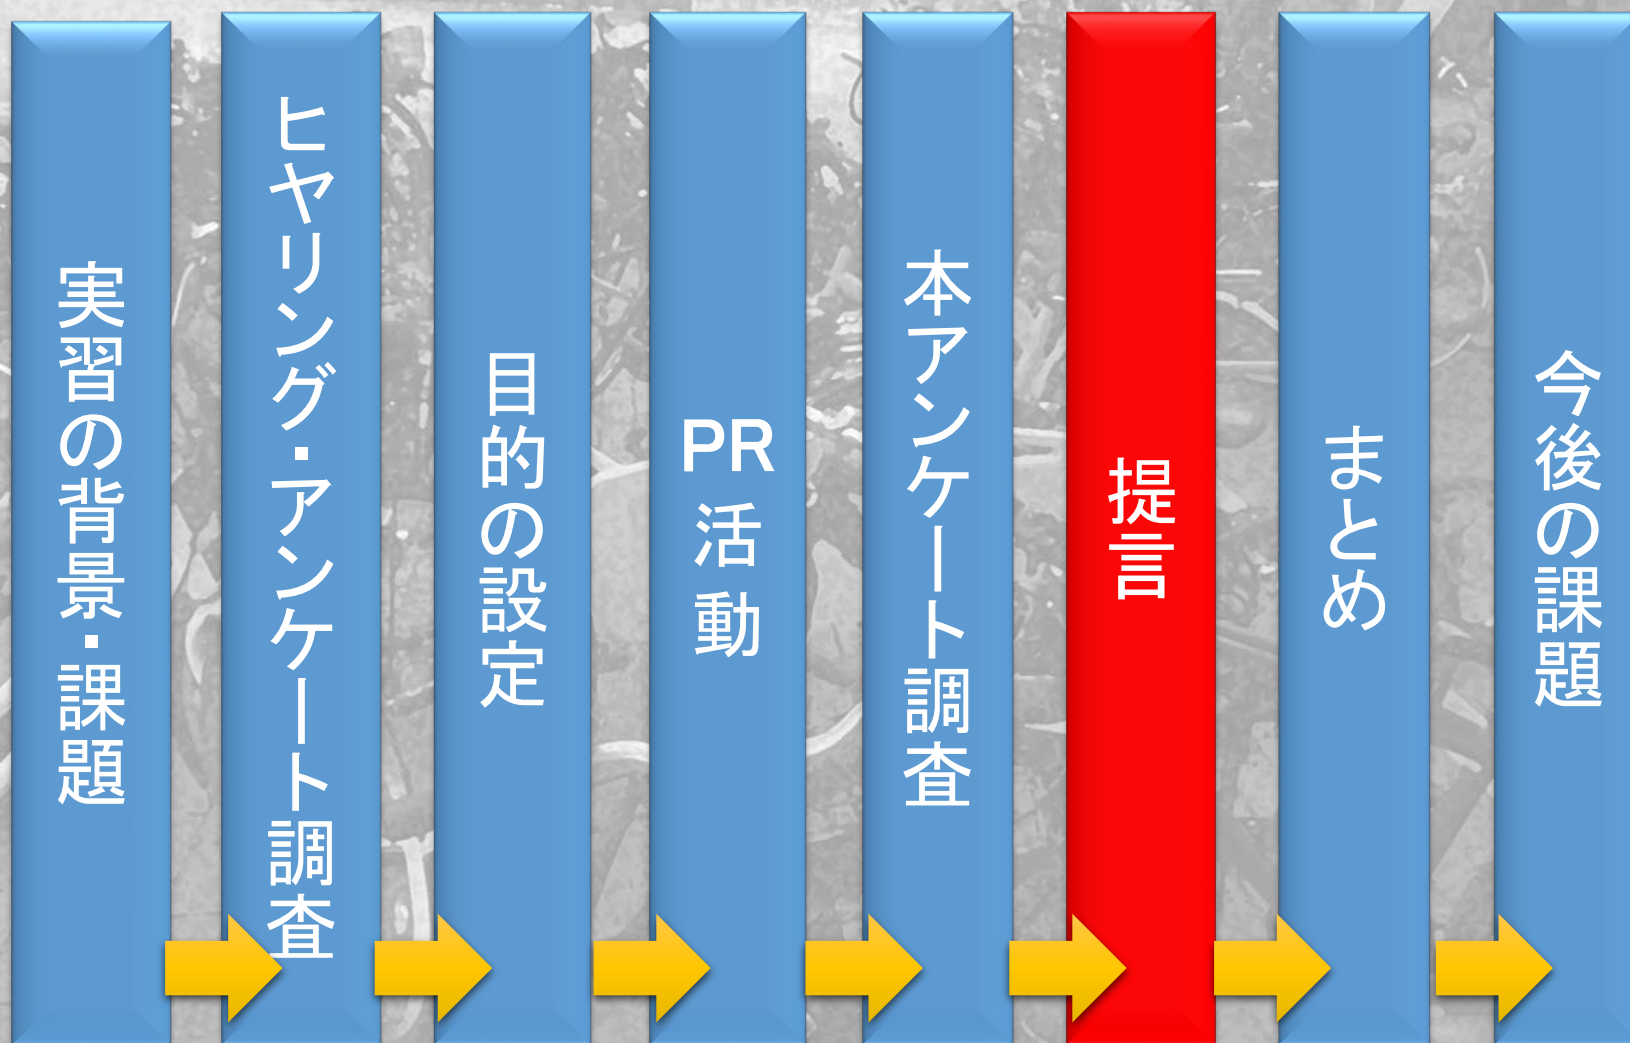 実習の背景・課題
ヒヤリング・アンケート調査
目的の設定
PR活動
本アンケート調査
提言
まとめ
今後の課題